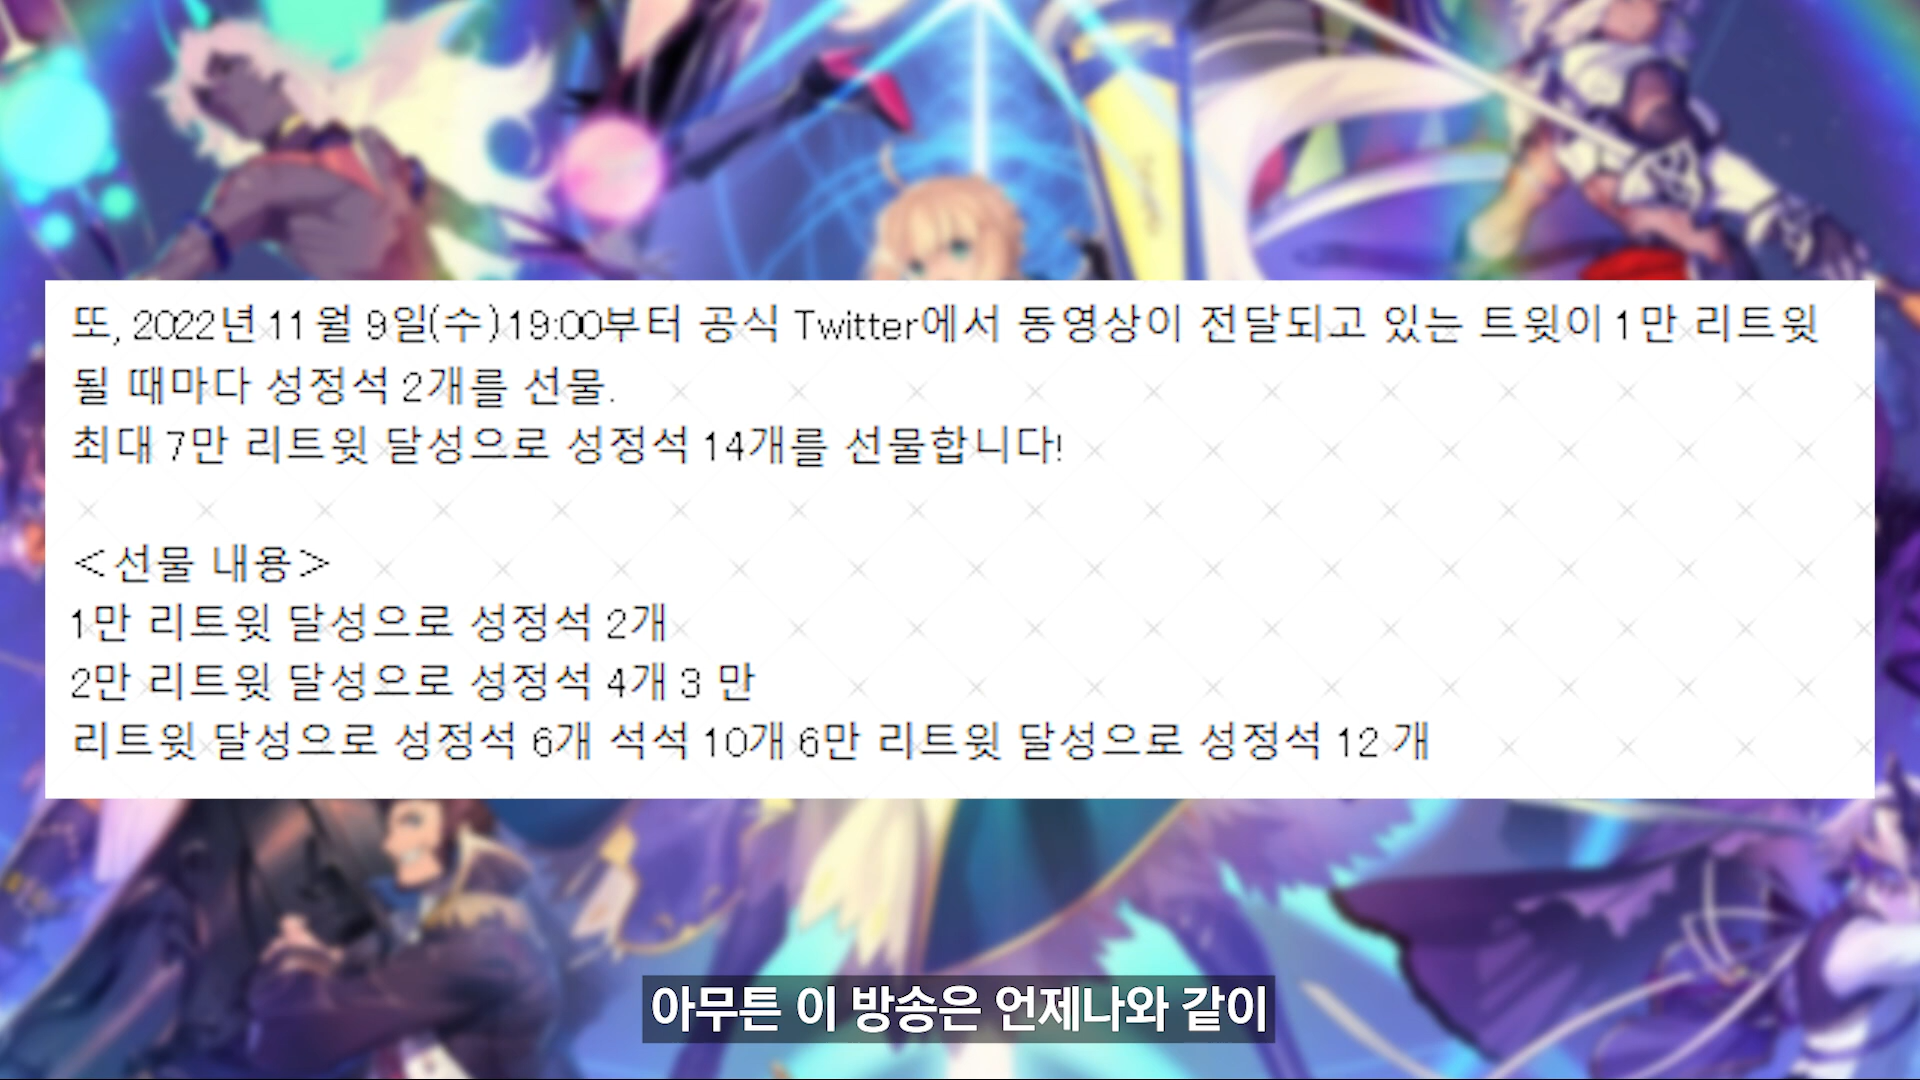 또, 2022년 11월 9일(수) 19:00부터 공식 Twitter에서 동영상이 전달되고 있는 트윗이 1만 리트윗
될 때마다 성정석 2개를 선물.
최대 7만 리트윗 달성으로 성정석 14개를 선물합니다!
<선물 내용>
1만 리트윗 달성으로 성정석 2개
2만 리트윗 달성으로 성정석 4개 3 만
리트윗 달성으로 성정석 6개 석석 10개 6만 리트윗 달성으로 성정석 12 개
아무튼 이 방송은 언제나와 같이